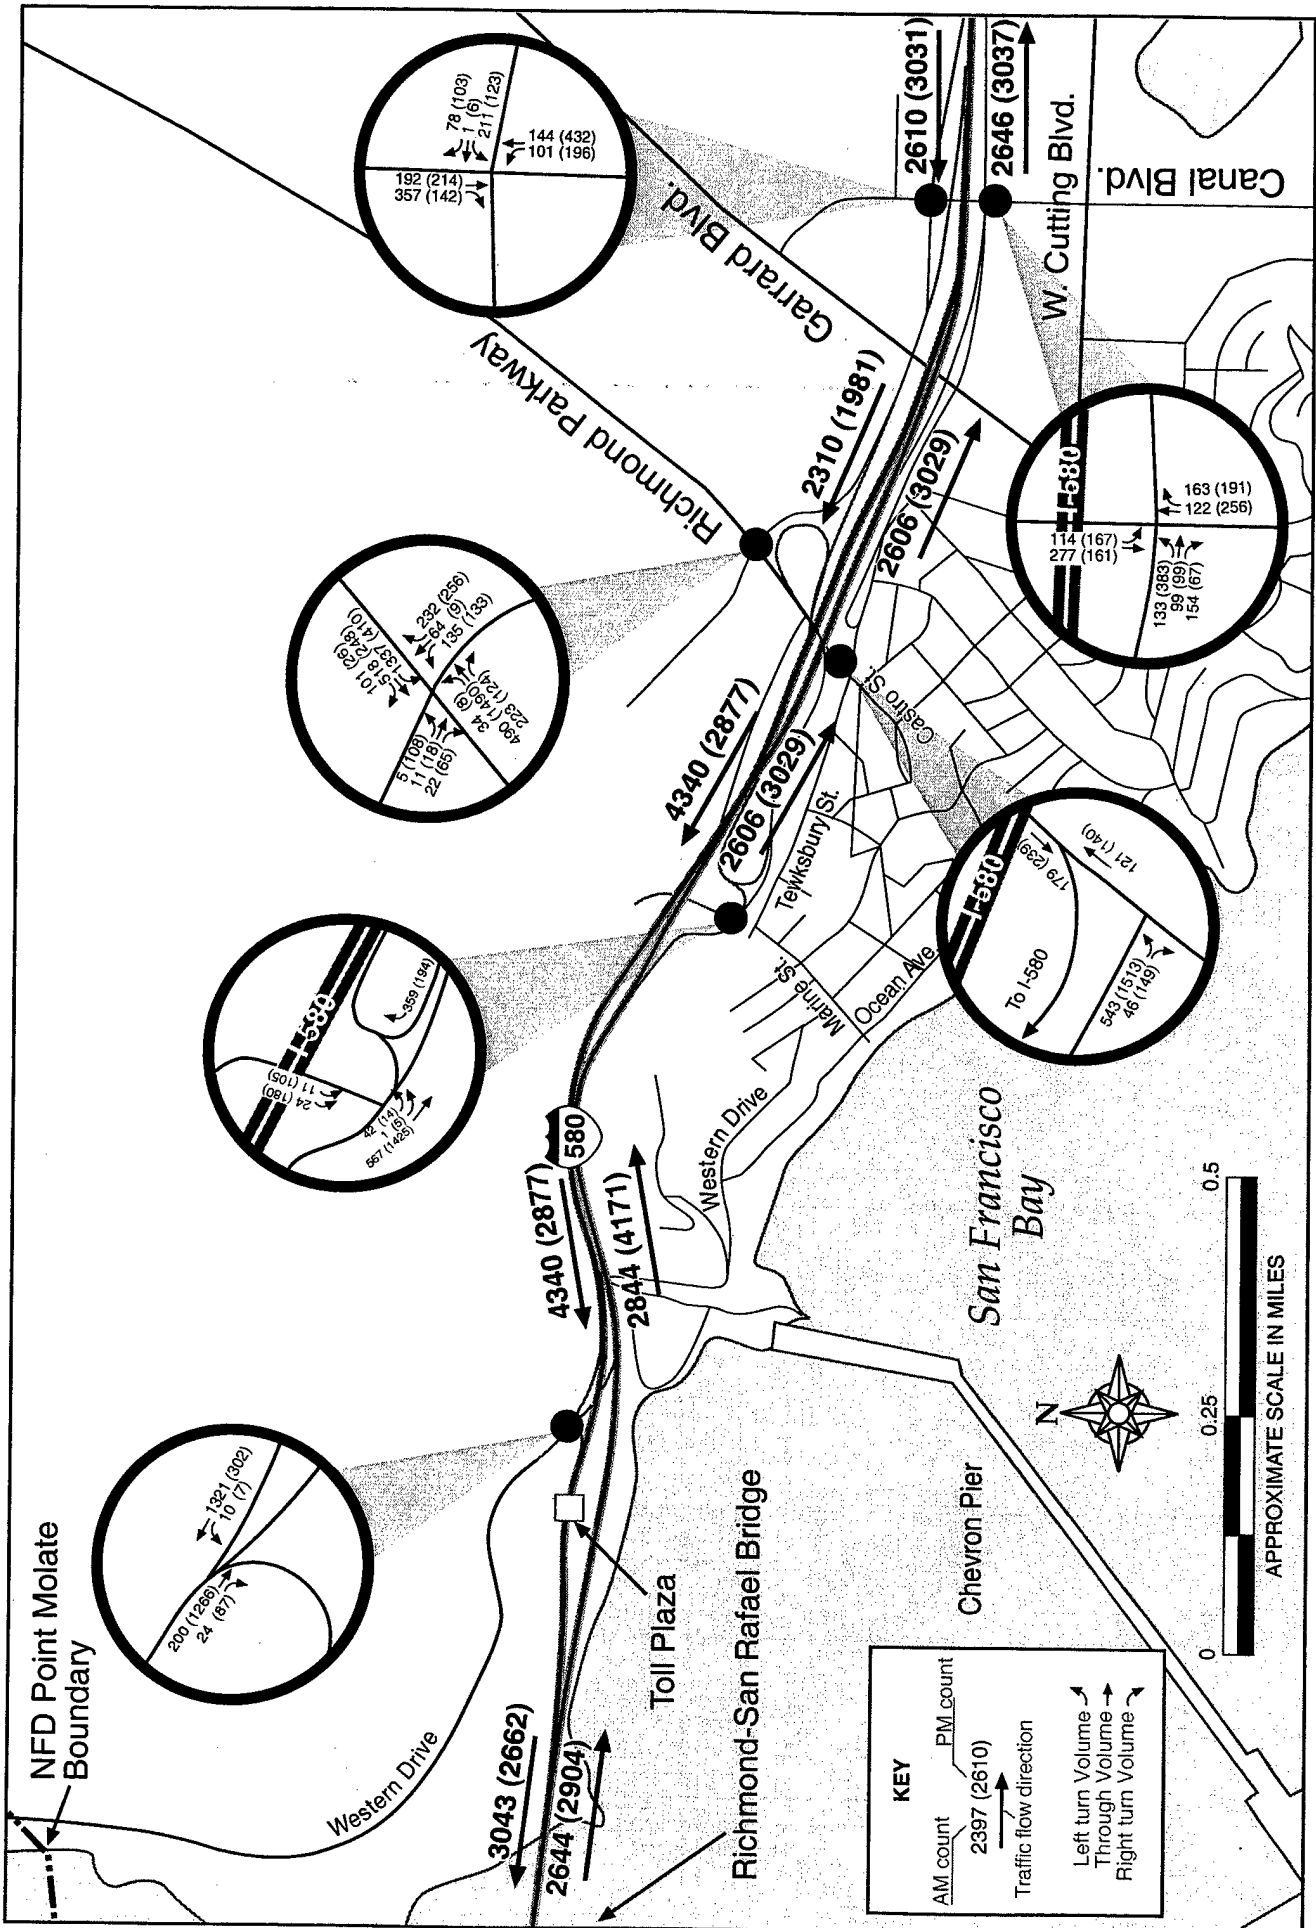 NFD Point Molate
Boundary
Western Drive
3043 (2662)
2644 (2904)
Toll Plaza
Richmond-San Rafael Bridge
200 (1266)
24 (87)
1321 (302)
10 (7)
4340 (2877)
2844 (4171)
580
Western Drive
I-580
24 (180)
11 (105)
42 (14)
1 (5)
567 (1425)
359 (194)
Marine St.
Ocean Ave.
Tewksbury St.
Castro St.
4340 (2877)
2606 (3029)
101 (26)
518 (248)
1337 (410)
232 (256)
64 (9)
135 (133)
5 (108)
11 (18)
22 (65)
34 (8)
490 (1490)
223 (124)
I-580
To I-580
179 (239)
121 (140)
543 (1513)
46 (149)
Richmond Parkway
Garrard Blvd.
2310 (1981)
2606 (3029)
192 (214)
357 (142)
78 (103)
1 (6)
211 (123)
144 (432)
101 (196)
2610 (3031)
2646 (3037)
W. Cutting Blvd.
Canal Blvd.
I-580
114 (167)
277 (161)
133 (383)
99 (99)
154 (67)
163 (191)
122 (256)
San Francisco
Bay
Chevron Pier
N
KEY
AM count
PM count
2397 (2610)
Traffic flow direction
Left turn Volume
Through Volume
Right turn Volume
0
0.25
0.5
APPROXIMATE SCALE IN MILES